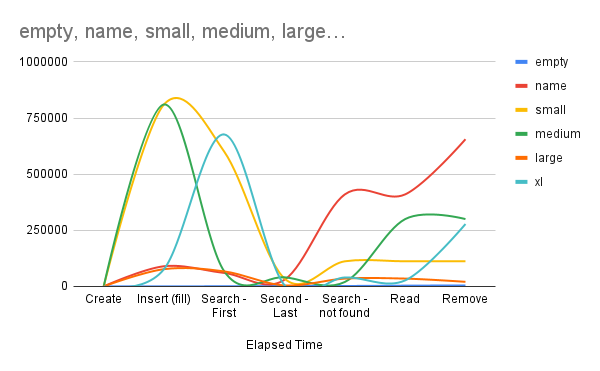 empty, name, small, medium, large...
1000000
750000
500000
250000
0
Create
Insert (fill)
Search -
First
Second -
Last
Search -
not found
Read
Remove
Elapsed Time
empty
name
small
medium
large
xl